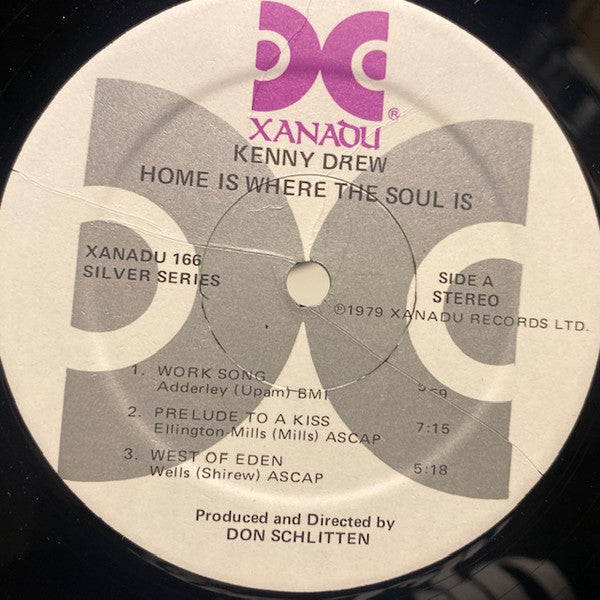 XANADU ®
KENNY DREW
HOME IS WHERE THE SOUL IS
XANADU 166
SILVER SERIES
SIDE A
STEREO
℗1979 XANADU RECORDS LTD.
1. WORK SONG
Adderley (Upam) BMI
2. PRELUDE TO A KISS 7:15
Ellington-Mills (Mills) ASCAP
3. WEST OF EDEN 5:18
Wells (Shirew) ASCAP
Produced and Directed by
DON SCHLITTEN